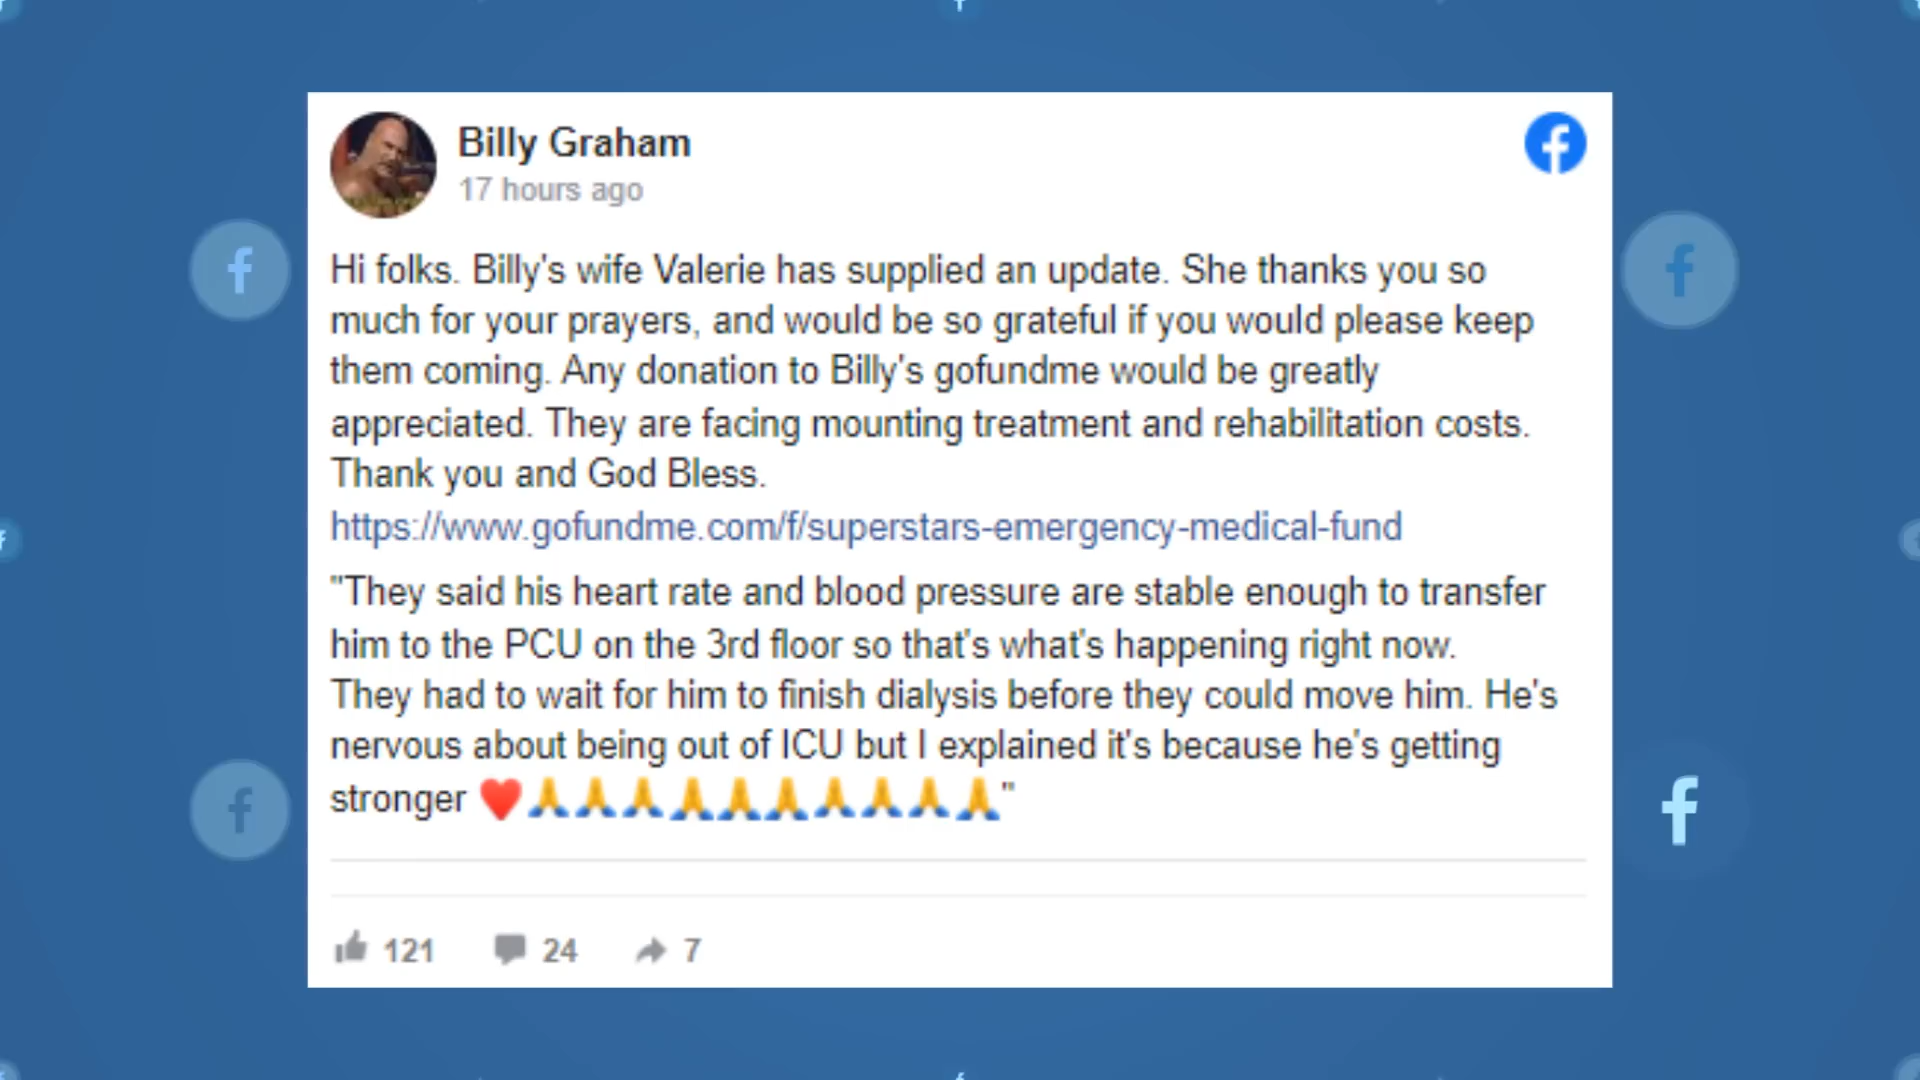 Billy Graham
17 hours ago
Hi folks. Billy's wife Valerie has supplied an update. She thanks you so
much for your prayers, and would be so grateful if you would please keep
them coming. Any donation to Billy's gofundme would be greatly
appreciated. They are facing mounting treatment and rehabilitation costs.
Thank you and God Bless.
https://www.gofundme.com/f/superstars-emergency-medical-fund
"They said his heart rate and blood pressure are stable enough to transfer
him to the PCU on the 3rd floor so that's what's happening right now.
They had to wait for him to finish dialysis before they could move him. He's
nervous about being out of ICU but I explained it's because he's getting
stronger ❤️🙏🙏🙏🙏🙏🙏🙏🙏🙏🙏"
121 24 7